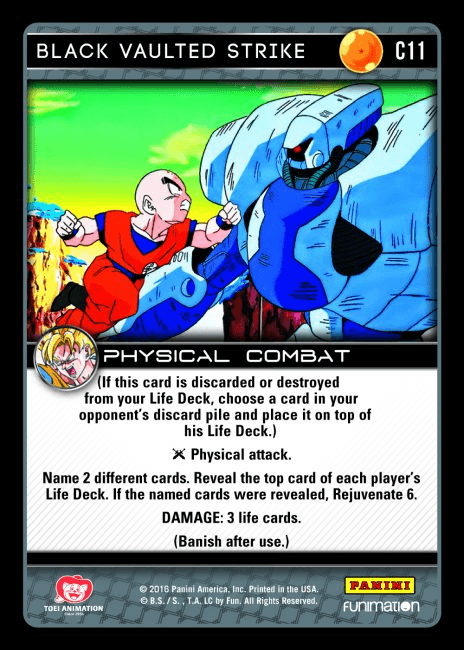 BLACK VAULTED STRIKE C11
PHYSICAL COMBAT
(If this card is discarded or destroyed
from your Life Deck, choose a card in your
opponent's discard pile and place it on top of
his Life Deck.)
Physical attack.
Name 2 different cards. Reveal the top card of each player's
Life Deck. If the named cards were revealed, Rejuvenate 6.
DAMAGE: 3 life cards.
(Banish after use.)
© 2016 Panini America, Inc. Printed in the USA.
© B.S. / S. , T.A. LC by Fun. All Rights Reserved.
TOEI ANIMATION
PANINI
FUNIMATION